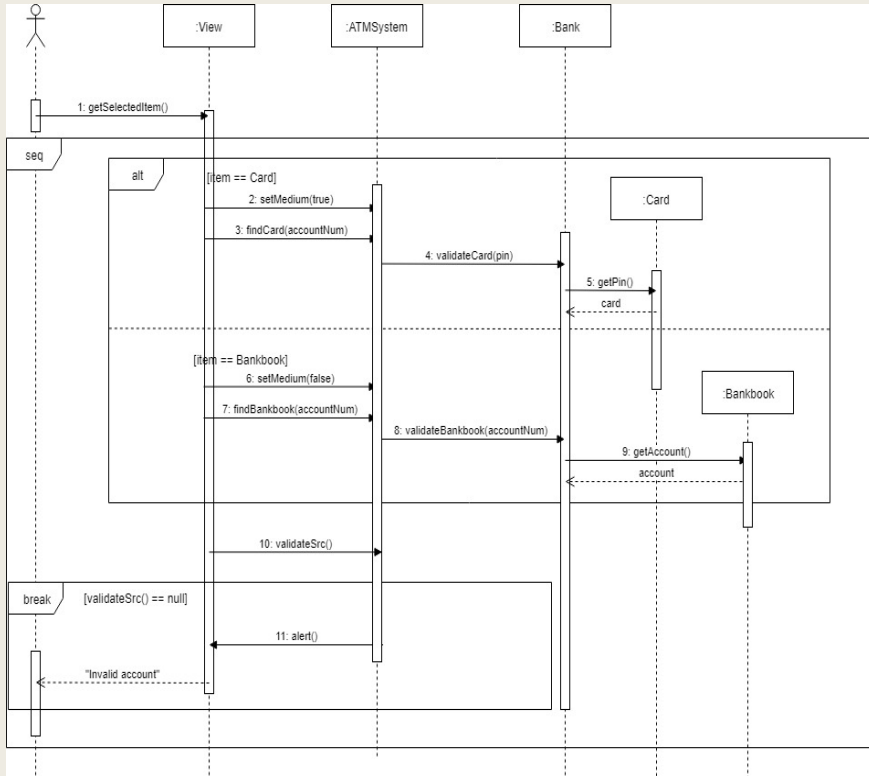 :View
:ATMSystem
:Bank
1: getSelectedItem()
seq
alt
[item == Card]
2: setMedium(true)
:Card
3: findCard(accountNum)
4: validateCard(pin)
5: getPin()
card
[item == Bankbook]
6: setMedium(false)
:Bankbook
7: findBankbook(accountNum)
8: validateBankbook(accountNum)
9: getAccount()
account
10: validateSrc()
break
[validateSrc() == null]
11: alert()
"Invalid account"